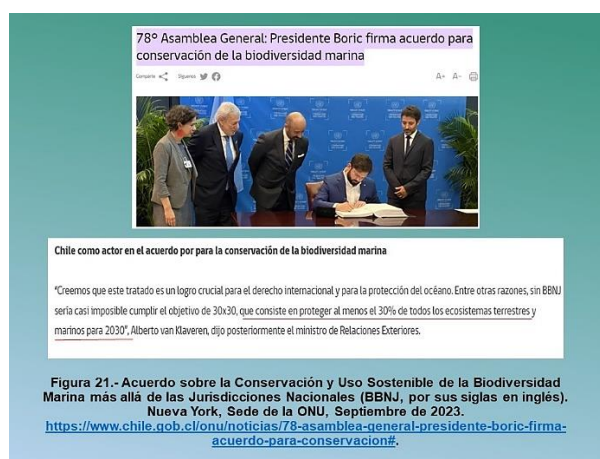 78º Asamblea General: Presidente Boric firma acuerdo para
conservación de la biodiversidad marina
Comparte Síguenos A+ A-
Chile como actor en el acuerdo por para la conservación de la biodiversidad marina
"Creemos que este tratado es un logro crucial para el derecho internacional y para la protección del océano. Entre otras razones, sin BBNJ
sería casi imposible cumplir el objetivo de 30x30, que consiste en proteger al menos el 30% de todos los ecosistemas terrestres y
marinos para 2030", Alberto van Klaveren, dijo posteriormente el ministro de Relaciones Exteriores.
Figura 21.- Acuerdo sobre la Conservación y Uso Sostenible de la Biodiversidad
Marina más allá de las Jurisdicciones Nacionales (BBNJ, por sus siglas en inglés).
Nueva York, Sede de la ONU, Septiembre de 2023.
https://www.chile.gob.cl/onu/noticias/78-asamblea-general-presidente-boric-firma-
acuerdo-para-conservacion#.